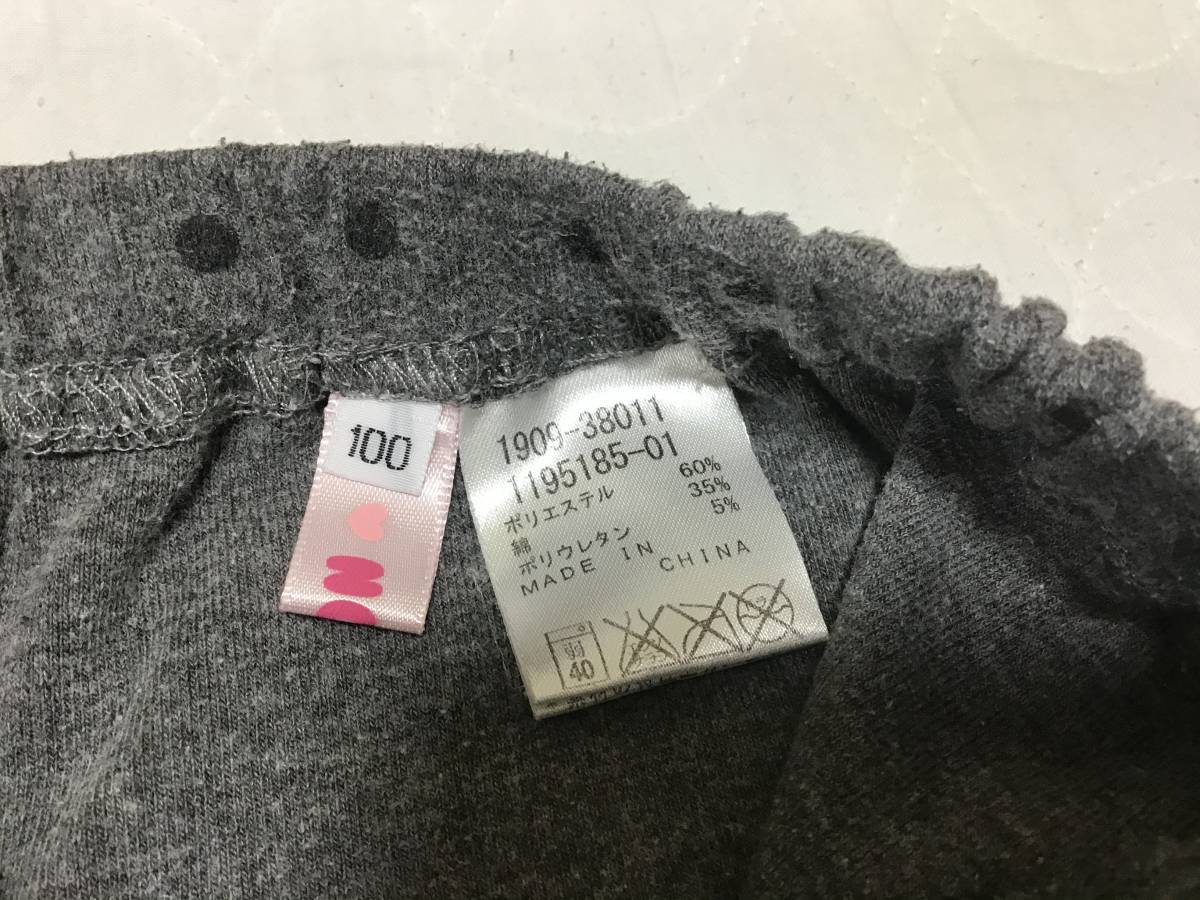 100
1909-38011
1195185-01
ポリエステル 60%
綿 35%
ポリウレタン 5%
MADE IN CHINA
弱
40